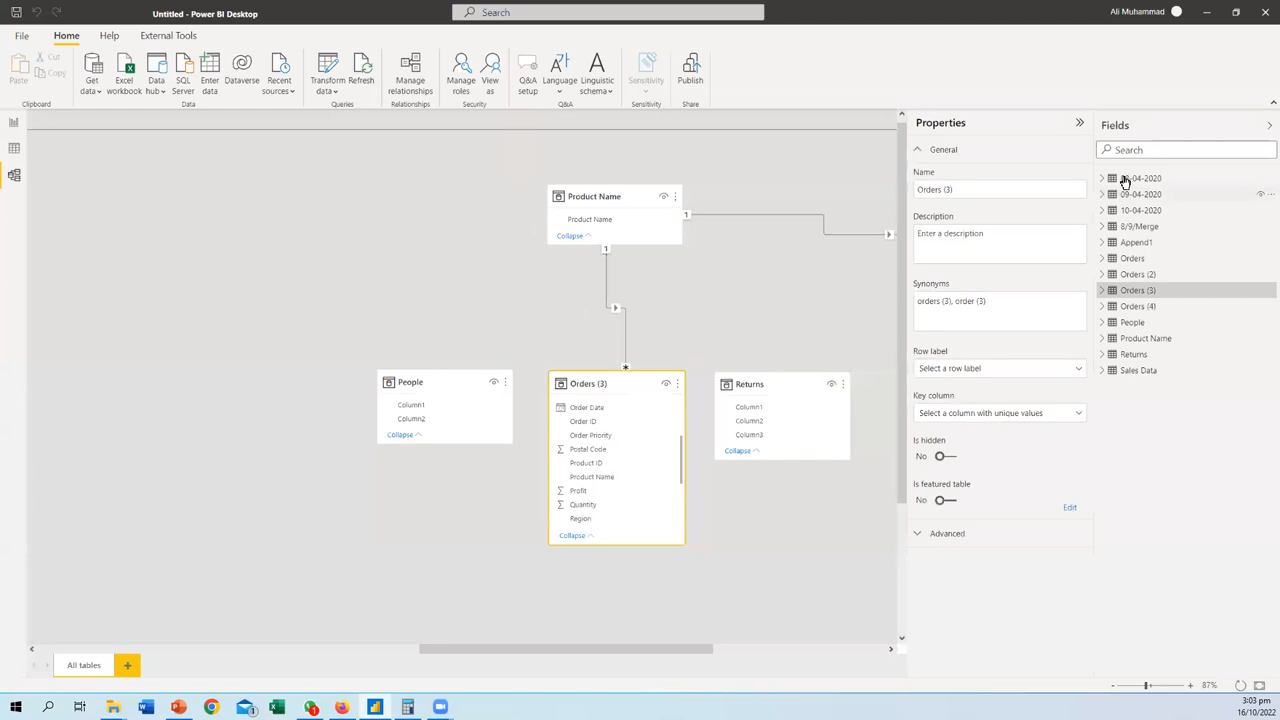 Untitled - Power BI Desktop
Search
Ali Muhammad
File
Home
Help
External Tools
Paste
Cut
Copy
Clipboard
Get data
Excel workbook
Data hub
SQL Server
Enter data
Dataverse
Recent sources
Data
Transform data
Refresh
Queries
Manage relationships
Relationships
Manage roles
View as
Security
Q&A setup
Language
Linguistic schema
Q&A
Sensitivity
Sensitivity
Publish
Share
Product Name
Product Name
Collapse
1
1
*
People
Column1
Column2
Collapse
Orders (3)
Order Date
Order ID
Order Priority
Postal Code
Product ID
Product Name
Profit
Quantity
Region
Collapse
Returns
Column1
Column2
Column3
Collapse
Properties
General
Name
Orders (3)
Description
Enter a description
Synonyms
orders (3), order (3)
Row label
Select a row label
Key column
Select a column with unique values
Is hidden
No
Is featured table
No
Edit
Advanced
Fields
Search
-04-2020
09-04-2020
10-04-2020
8/9/Merge
Append1
Orders
Orders (2)
Orders (3)
Orders (4)
People
Product Name
Returns
Sales Data
All tables
87%
3:03 pm
16/10/2022